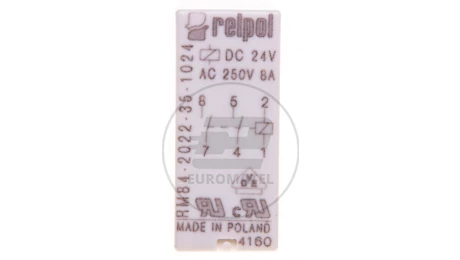 relpol
DC 24V
AC 250V 8A
RM84-2022-35-1024
6 5 2
7 4 1
EUROMAXEL
MADE IN POLAND
4160